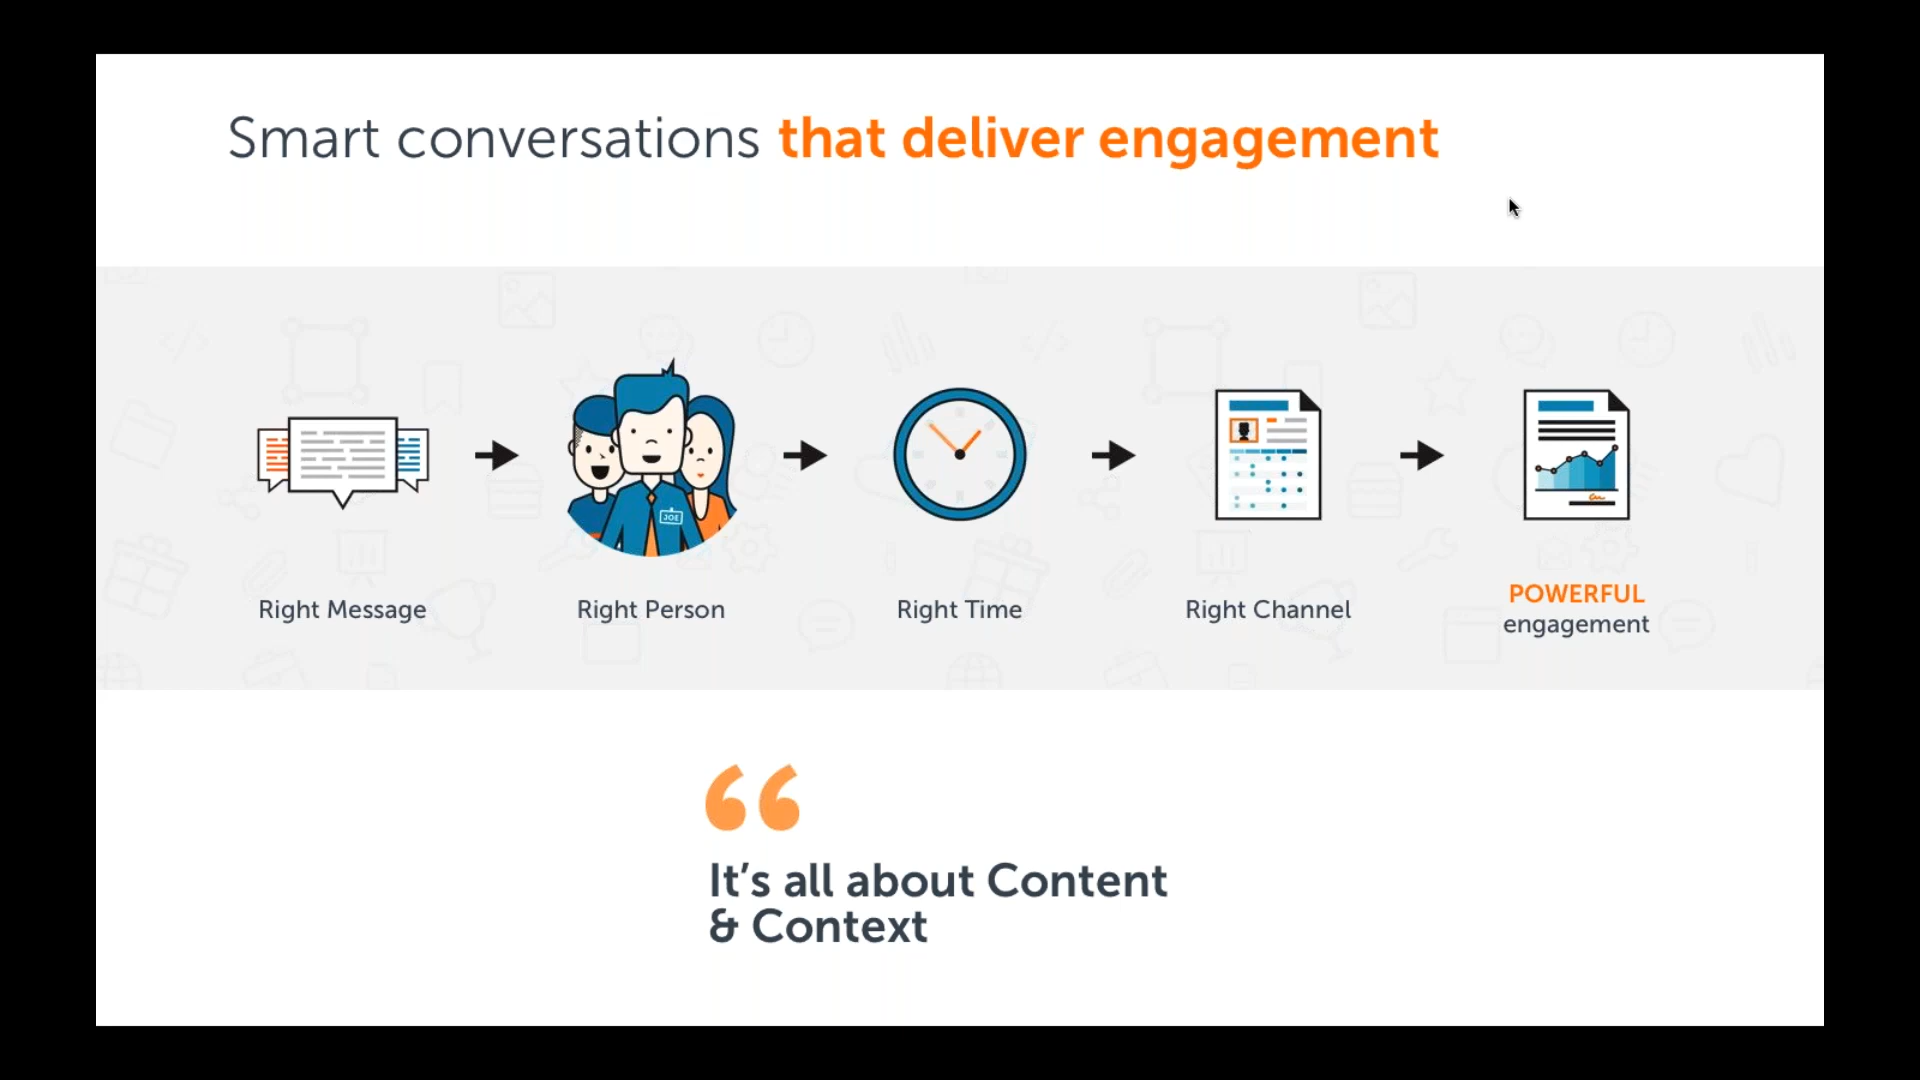 Smart conversations that deliver engagement
JOE
Right Message
Right Person
Right Time
Right Channel
POWERFUL
engagement
“
It’s all about Content
& Context